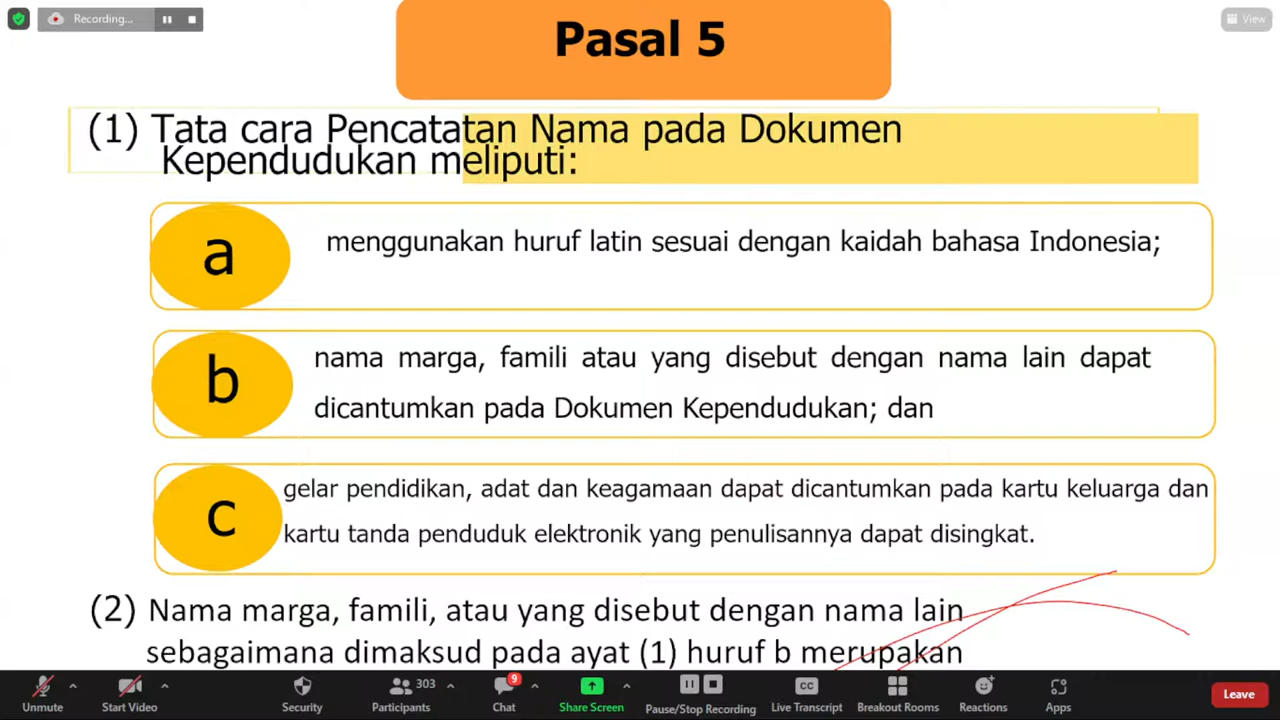 Recording...
View
Pasal 5
(1) Tata cara Pencatatan Nama pada Dokumen
Kependudukan meliputi:
a
menggunakan huruf latin sesuai dengan kaidah bahasa Indonesia;
b
nama marga, famili atau yang disebut dengan nama lain dapat
dicantumkan pada Dokumen Kependudukan; dan
c
gelar pendidikan, adat dan keagamaan dapat dicantumkan pada kartu keluarga dan
kartu tanda penduduk elektronik yang penulisannya dapat disingkat.
(2) Nama marga, famili, atau yang disebut dengan nama lain
sebagaimana dimaksud pada ayat (1) huruf b merupakan
Unmute
Start Video
Security
303
Participants
9
Chat
Share Screen
Pause/Stop Recording
CC
Live Transcript
Breakout Rooms
Reactions
Apps
Leave